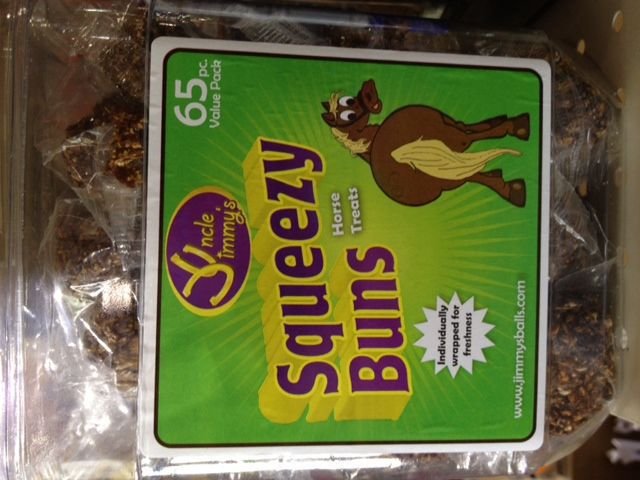 65 pc.
Value Pack
Uncle
Jimmy's
Squeezy
Buns
Horse
Treats
Individually
wrapped for
freshness
www.jimmysballs.com